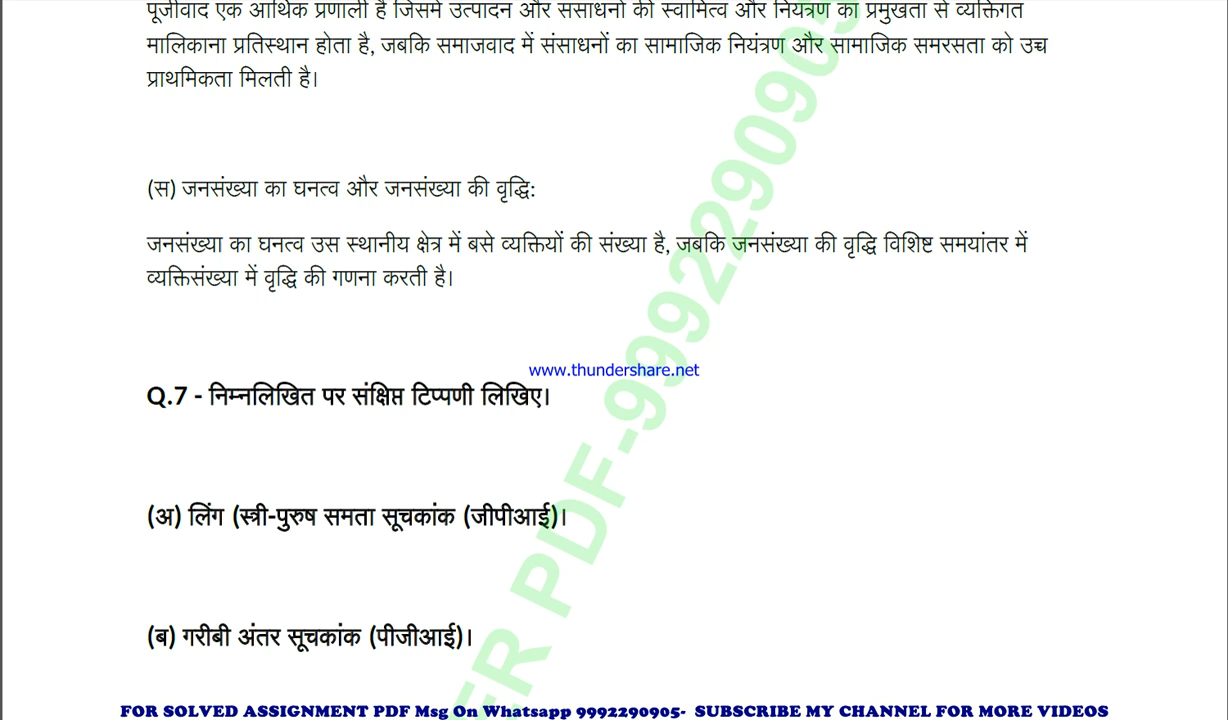 पूंजीवाद एक आर्थिक प्रणाली है जिसमें उत्पादन और संसाधनों की स्वामित्व और नियंत्रण का प्रमुखता से व्यक्तिगत
मालिकाना प्रतिस्थान होता है, जबकि समाजवाद में संसाधनों का सामाजिक नियंत्रण और सामाजिक समरसता को उच्च
प्राथमिकता मिलती है।
(स) जनसंख्या का घनत्व और जनसंख्या की वृद्धि:
जनसंख्या का घनत्व उस स्थानीय क्षेत्र में बसे व्यक्तियों की संख्या है, जबकि जनसंख्या की वृद्धि विशिष्ट समयांतर में
व्यक्तिसंख्या में वृद्धि की गणना करती है।
www.thundershare.net
Q.7 - निम्नलिखित पर संक्षिप्त टिप्पणी लिखिए।
(अ) लिंग (स्त्री-पुरुष समता सूचकांक (जीपीआई)।
(ब) गरीबी अंतर सूचकांक (पीजीआई)।
ER PDF-9992290905
FOR SOLVED ASSIGNMENT PDF Msg On Whatsapp 9992290905- SUBSCRIBE MY CHANNEL FOR MORE VIDEOS